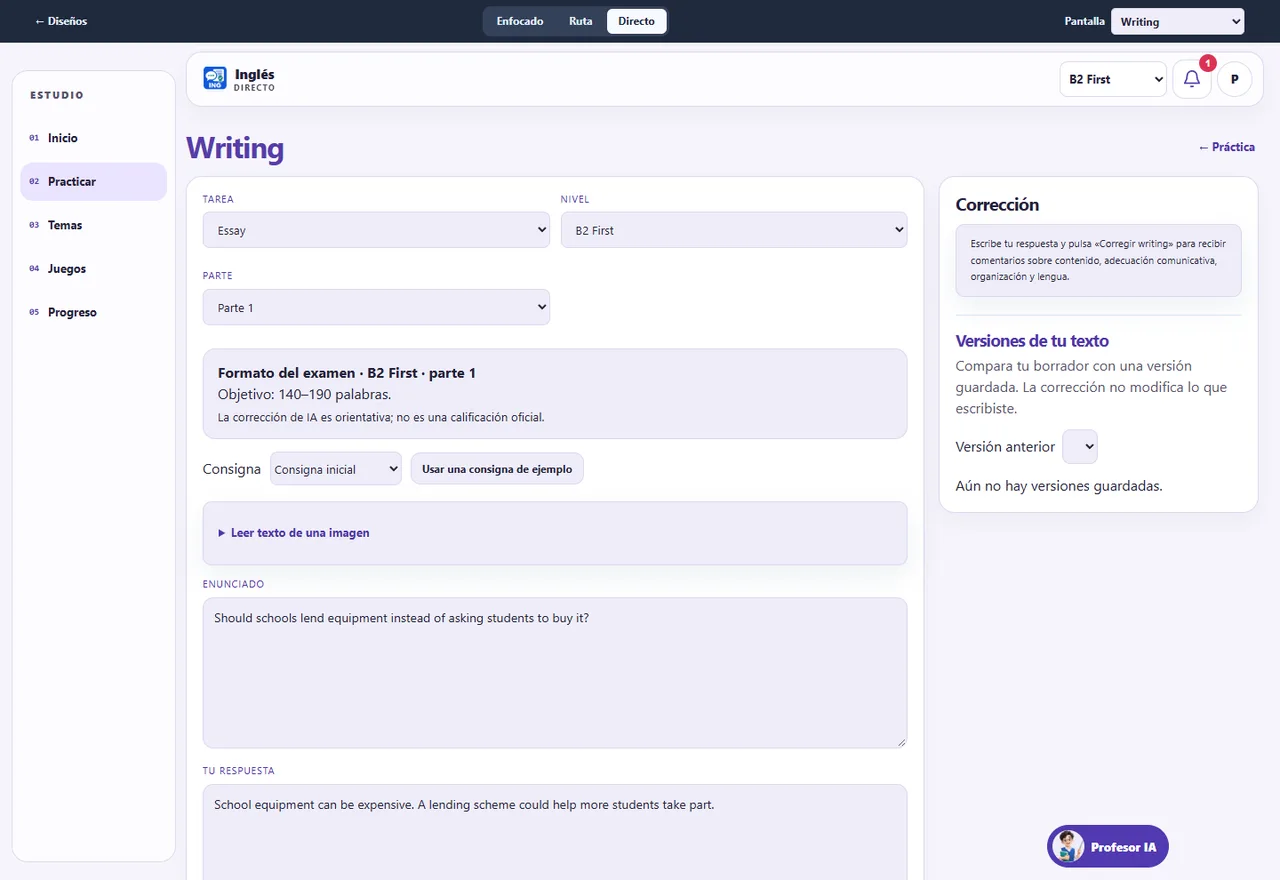 ← Diseños
Enfocado
Ruta
Directo
Pantalla
Writing
ESTUDIO
01 Inicio
02 Practicar
03 Temas
04 Juegos
05 Progreso
ING
Inglés
DIRECTO
B2 First
1
P
Writing
← Práctica
TAREA
Essay
NIVEL
B2 First
PARTE
Parte 1
Formato del examen · B2 First · parte 1
Objetivo: 140–190 palabras.
La corrección de IA es orientativa; no es una calificación oficial.
Consigna
Consigna inicial
Usar una consigna de ejemplo
Leer texto de una imagen
ENUNCIADO
Should schools lend equipment instead of asking students to buy it?
TU RESPUESTA
School equipment can be expensive. A lending scheme could help more students take part.
Corrección
Escribe tu respuesta y pulsa «Corregir writing» para recibir
comentarios sobre contenido, adecuación comunicativa,
organización y lengua.
Versiones de tu texto
Compara tu borrador con una versión
guardada. La corrección no modifica lo que
escribiste.
Versión anterior
Aún no hay versiones guardadas.
Profesor IA